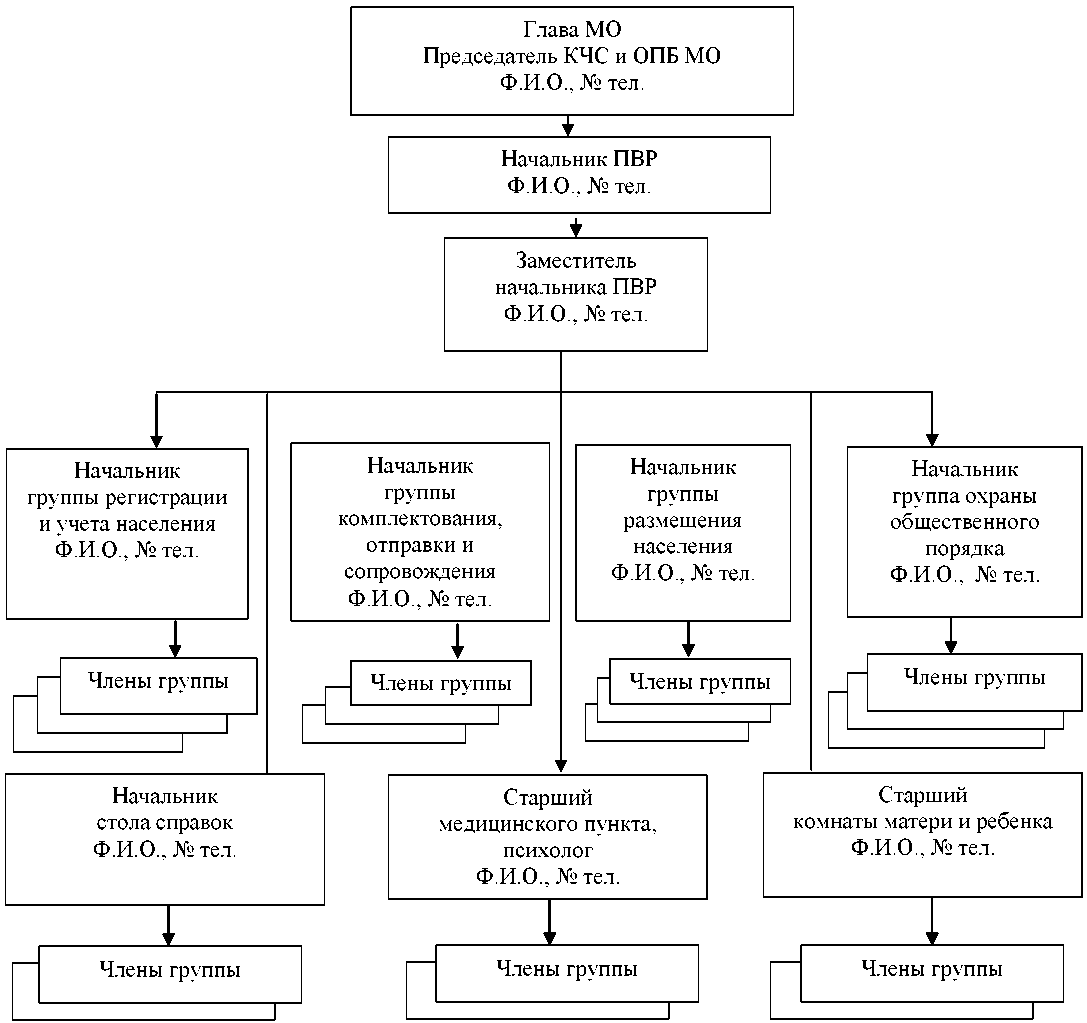 Глава МО
Председатель КЧС и ОПБ МО
Ф.И.О., № тел.
Начальник ПВР
Ф.И.О., № тел.
Заместитель
начальника ПВР
Ф.И.О., № тел.
Начальник
группы регистрации
и учета населения
Ф.И.О., № тел.
Начальник
группы
комплектования,
отправки и
сопровождения
Ф.И.О., № тел.
Начальник
группы
размещения
населения
Ф.И.О., № тел.
Начальник
группа охраны
общественного
порядка
Ф.И.О., № тел.
Члены группы
Члены группы
Члены группы
Члены группы
Начальник
стола справок
Ф.И.О., № тел.
Старший
медицинского пункта,
психолог
Ф.И.О., № тел.
Старший
комнаты матери и ребенка
Ф.И.О., № тел.
Члены группы
Члены группы
Члены группы